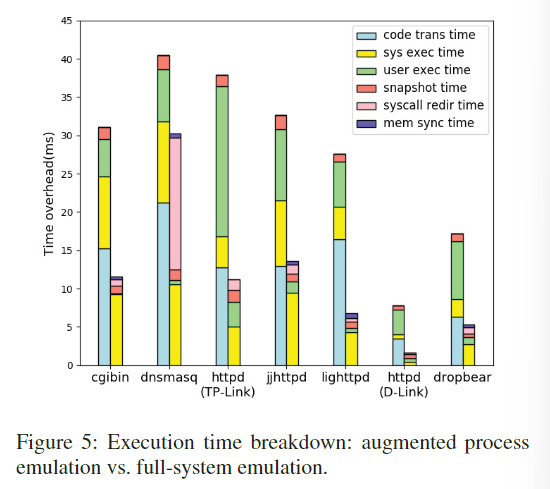 45
40
35
30
25
20
15
10
5
0
Time overhead(ms)
code trans time
sys exec time
user exec time
snapshot time
syscall redir time
mem sync time
cgibin dnsmasq httpd jjhttpd lighttpd httpd dropbear
(TP-Link) (D-Link)
Figure 5: Execution time breakdown: augmented process
emulation vs. full-system emulation.